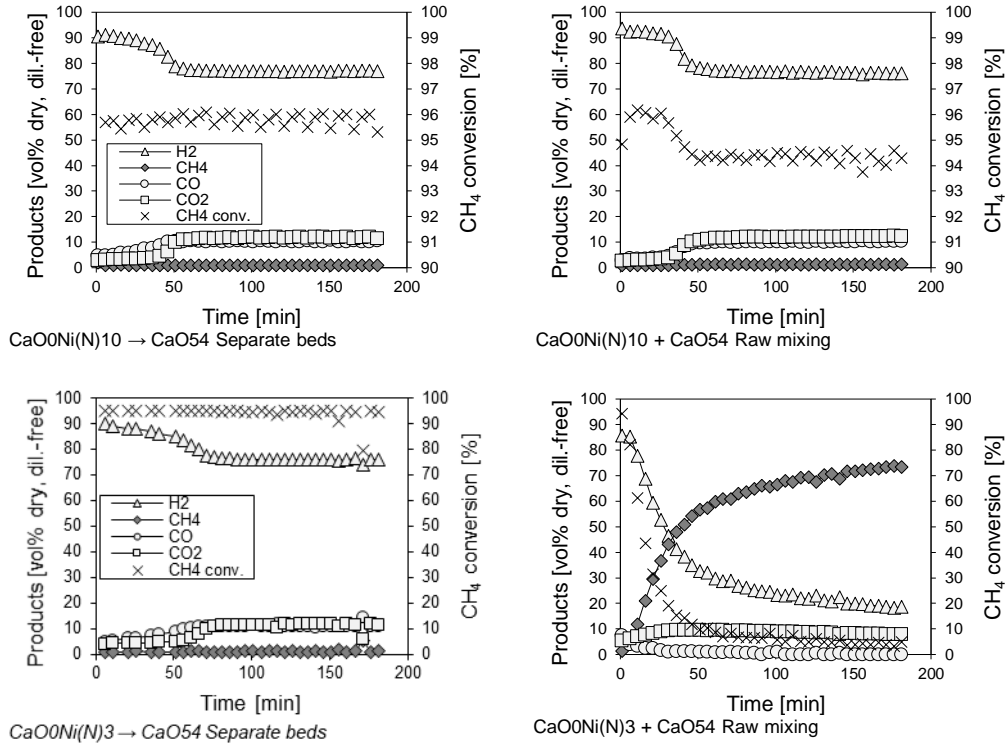 Products [vol% dry, dil.-free]
100
90
80
70
60
50
40
30
20
10
0
H2
CH4
CO
CO2
CH4 conv.
100
99
98
97
96
95
94
93
92
91
90
CH4 conversion [%]
0 50 100 150 200
Time [min]
CaO0Ni(N)10 → CaO54 Separate beds
Products [vol% dry, dil.-free]
100
90
80
70
60
50
40
30
20
10
0
100
99
98
97
96
95
94
93
92
91
90
CH4 conversion [%]
0 50 100 150 200
Time [min]
CaO0Ni(N)10 + CaO54 Raw mixing
Products [vol% dry, dil.-free]
100
90
80
70
60
50
40
30
20
10
0
H2
CH4
CO
CO2
CH4 conv.
100
90
80
70
60
50
40
30
20
10
0
CH4 conversion [%]
0 50 100 150 200
Time [min]
CaO0Ni(N)3 → CaO54 Separate beds
Products [vol% dry, dil.-free]
100
90
80
70
60
50
40
30
20
10
0
100
90
80
70
60
50
40
30
20
10
0
CH4 conversion [%]
0 50 100 150 200
Time [min]
CaO0Ni(N)3 + CaO54 Raw mixing